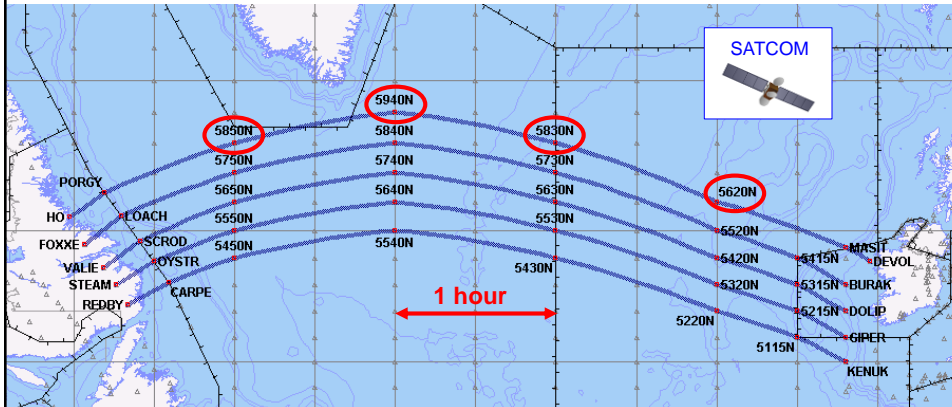 SATCOM
5940N
5850N
5840N
5830N
5750N
5740N
5730N
5650N
5640N
5630N
5620N
5550N
5540N
5530N
5520N
5450N
5430N
5420N
5415N
5320N
5315N
5220N
5215N
5115N
PORGY
HO
LOACH
FOXXE
SCROD
VALIE
OYSTR
STEAM
CARPE
REDBY
1 hour
MASIT
DEVOL
BURAK
DOLIP
GIPER
KENUK